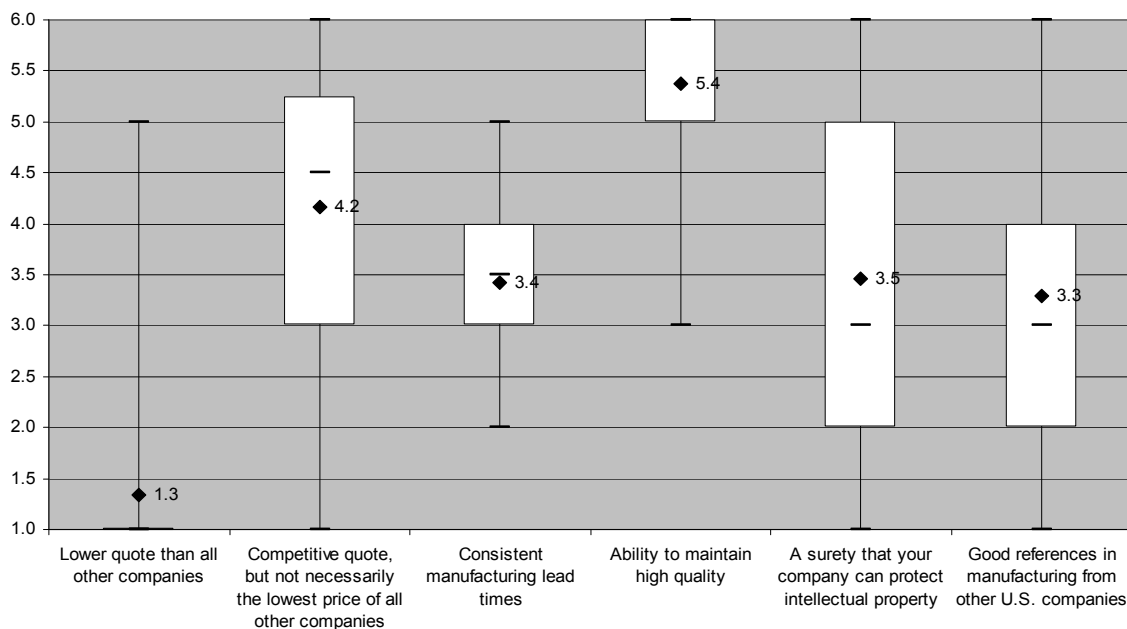 6.0
5.5
5.0
4.5
4.0
3.5
3.0
2.5
2.0
1.5
1.0
1.3
4.2
3.4
5.4
3.5
3.3
Lower quote than all
other companies
Competitive quote,
but not necessarily
the lowest price of all
other companies
Consistent
manufacturing lead
times
Ability to maintain
high quality
A surety that your
company can protect
intellectual property
Good references in
manufacturing from
other U.S. companies